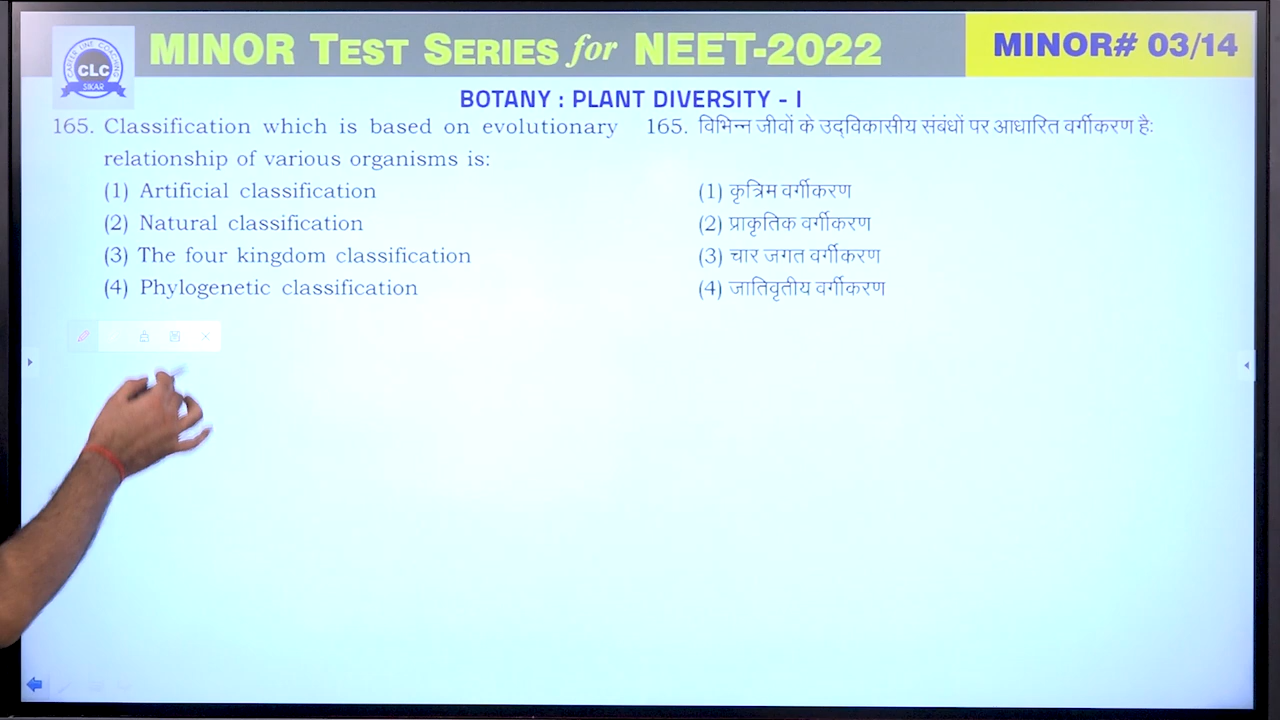 MINOR TEST SERIES for NEET-2022
MINOR# 03/14
CAREER LINE COACHING
CLC
SIKAR
BOTANY : PLANT DIVERSITY - I
165. Classification which is based on evolutionary
relationship of various organisms is:
(1) Artificial classification
(2) Natural classification
(3) The four kingdom classification
(4) Phylogenetic classification
165. विभिन्न जीवों के उद्‌विकासीय संबंधों पर आधारित वर्गीकरण है:
(1) कृत्रिम वर्गीकरण
(2) प्राकृतिक वर्गीकरण
(3) चार जगत वर्गीकरण
(4) जातिवृतीय वर्गीकरण